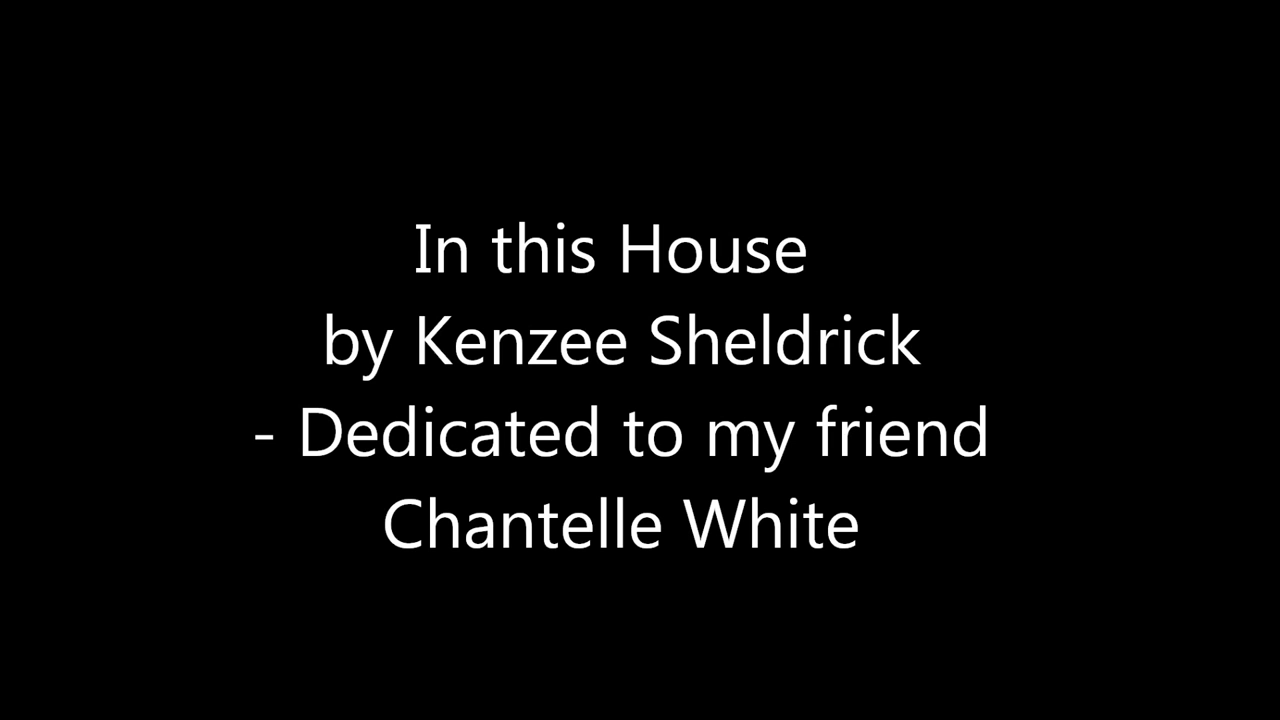 In this House
by Kenzee Sheldrick
- Dedicated to my friend
Chantelle White